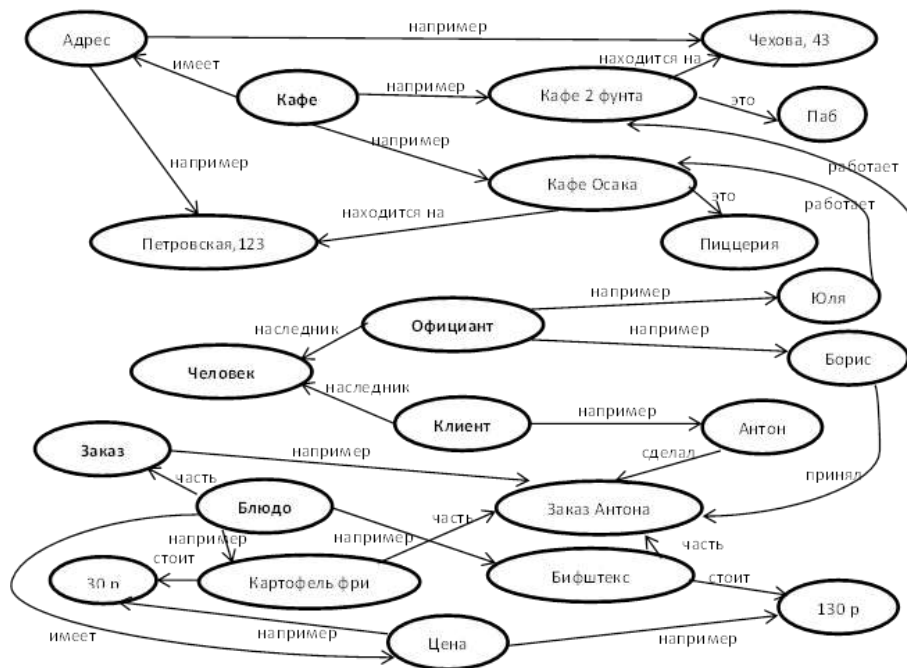 например
Адрес
Чехова, 43
имеет
находится на
Кафе
например
Кафе 2 фунта
это
Паб
например
например
работает
Кафе Осака
это
работает
находится на
Петровская,123
Пиццерия
например
Юля
Официант
наследник
например
Борис
Человек
наследник
Клиент
например
Антон
Заказ
например
сделал
часть
принял
Блюдо
часть
Заказ Антона
например
например
часть
стоит
30 р
Картофель фри
Бифштекс
стоит
130 р
имеет
например
Цена
например